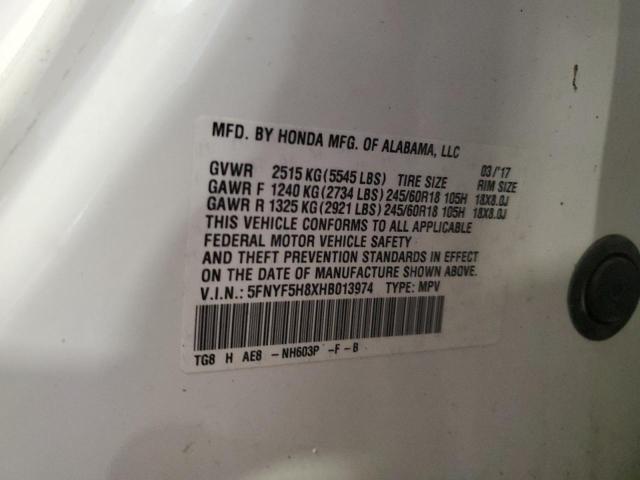 MFD. BY HONDA MFG. OF ALABAMA, LLC
GVWR 2515 KG (5545 LBS) TIRE SIZE 03/'17 RIM SIZE
GAWR F 1240 KG (2734 LBS) 245/60R18 105H 18X8.0J
GAWR R 1325 KG (2921 LBS) 245/60R18 105H 18X8.0J
THIS VEHICLE CONFORMS TO ALL APPLICABLE
FEDERAL MOTOR VEHICLE SAFETY
AND THEFT PREVENTION STANDARDS IN EFFECT
ON THE DATE OF MANUFACTURE SHOWN ABOVE.
V.I.N.: 5FNYF5H8XHB013974 TYPE: MPV
TG8 H AE8 -NH603P -F-B